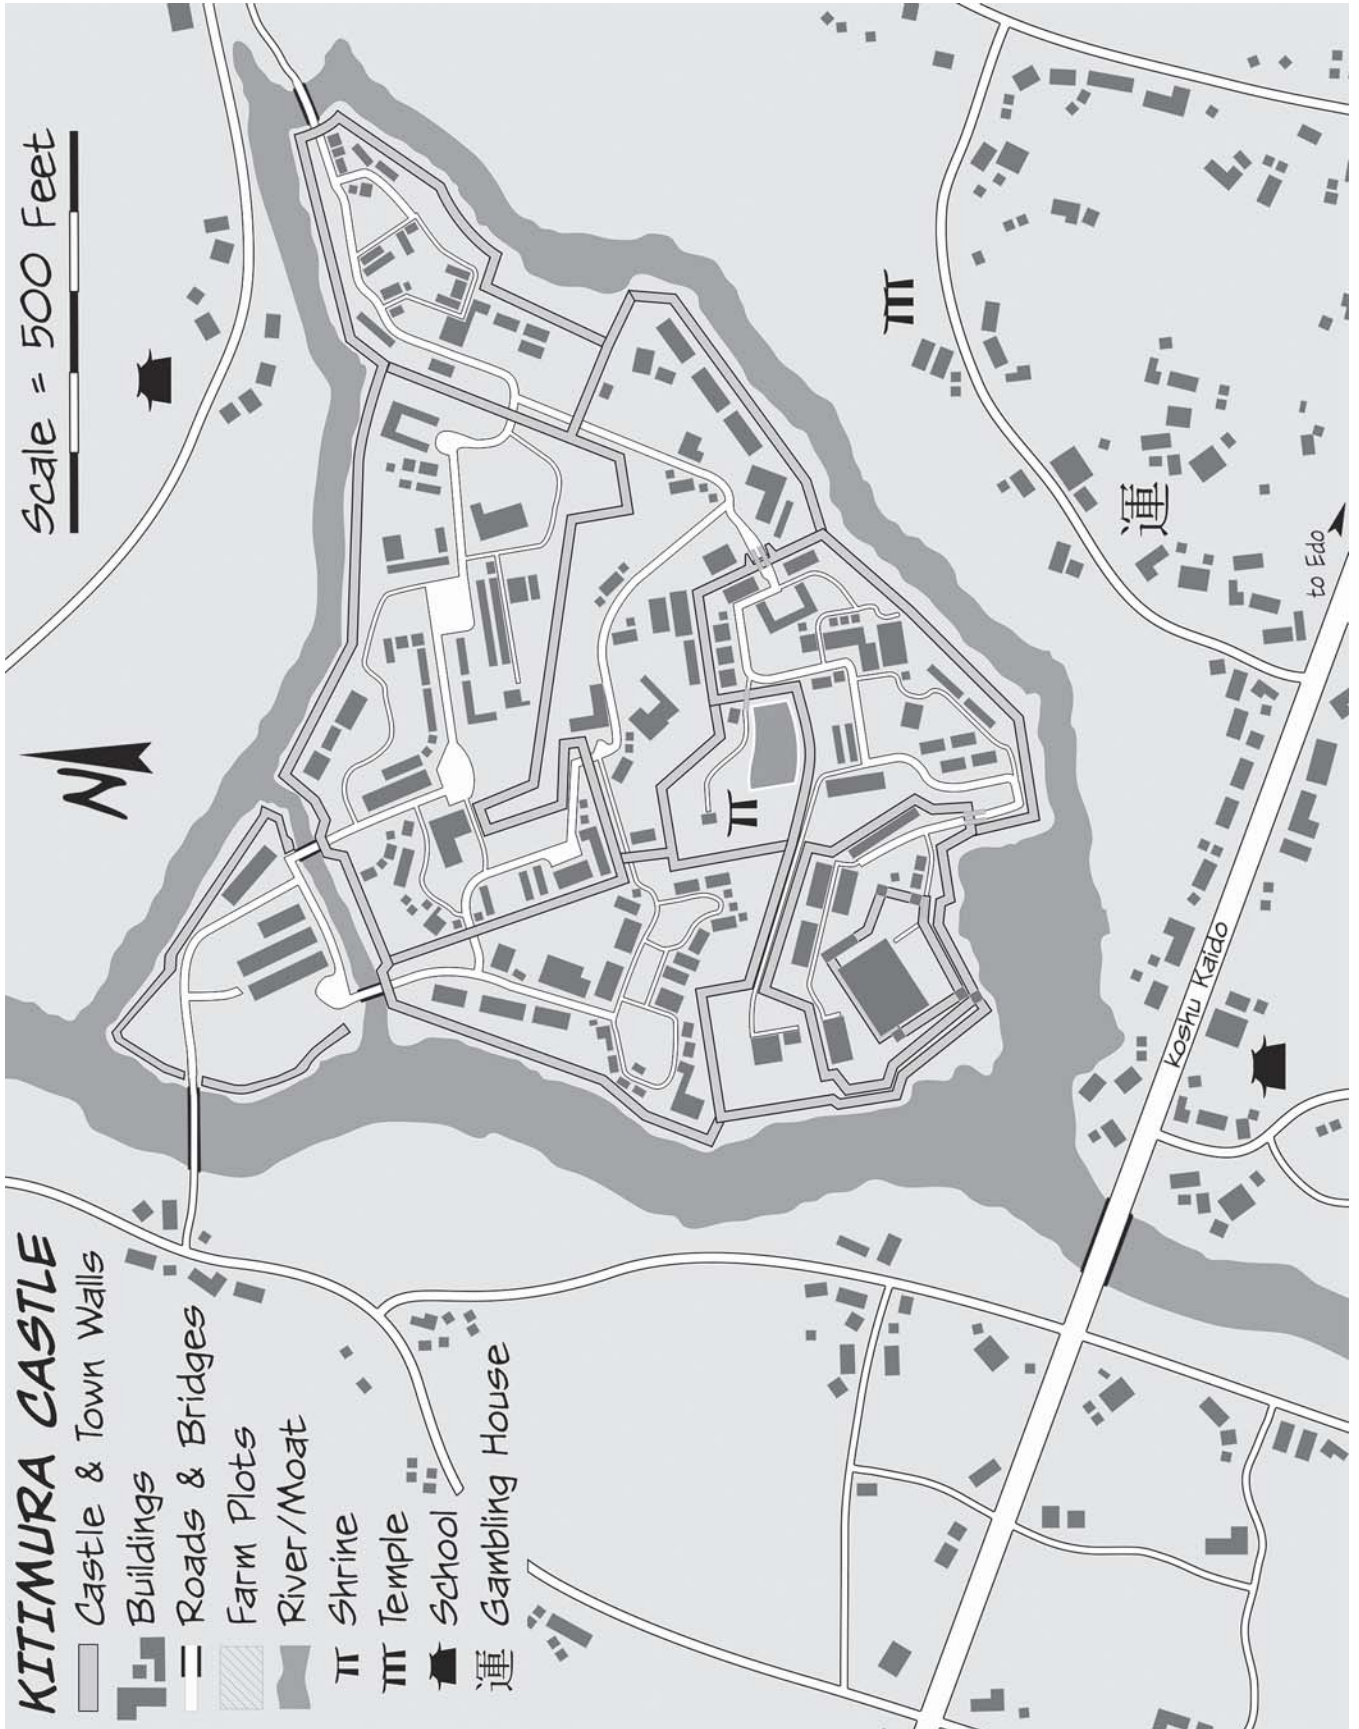 KITIMURA CASTLE
Castle & Town Walls
Buildings
Roads & Bridges
Farm Plots
River/Moat
Shrine
Temple
School
運 Gambling House
N
Scale = 500 Feet
運
Koshu Kaido
to Edo